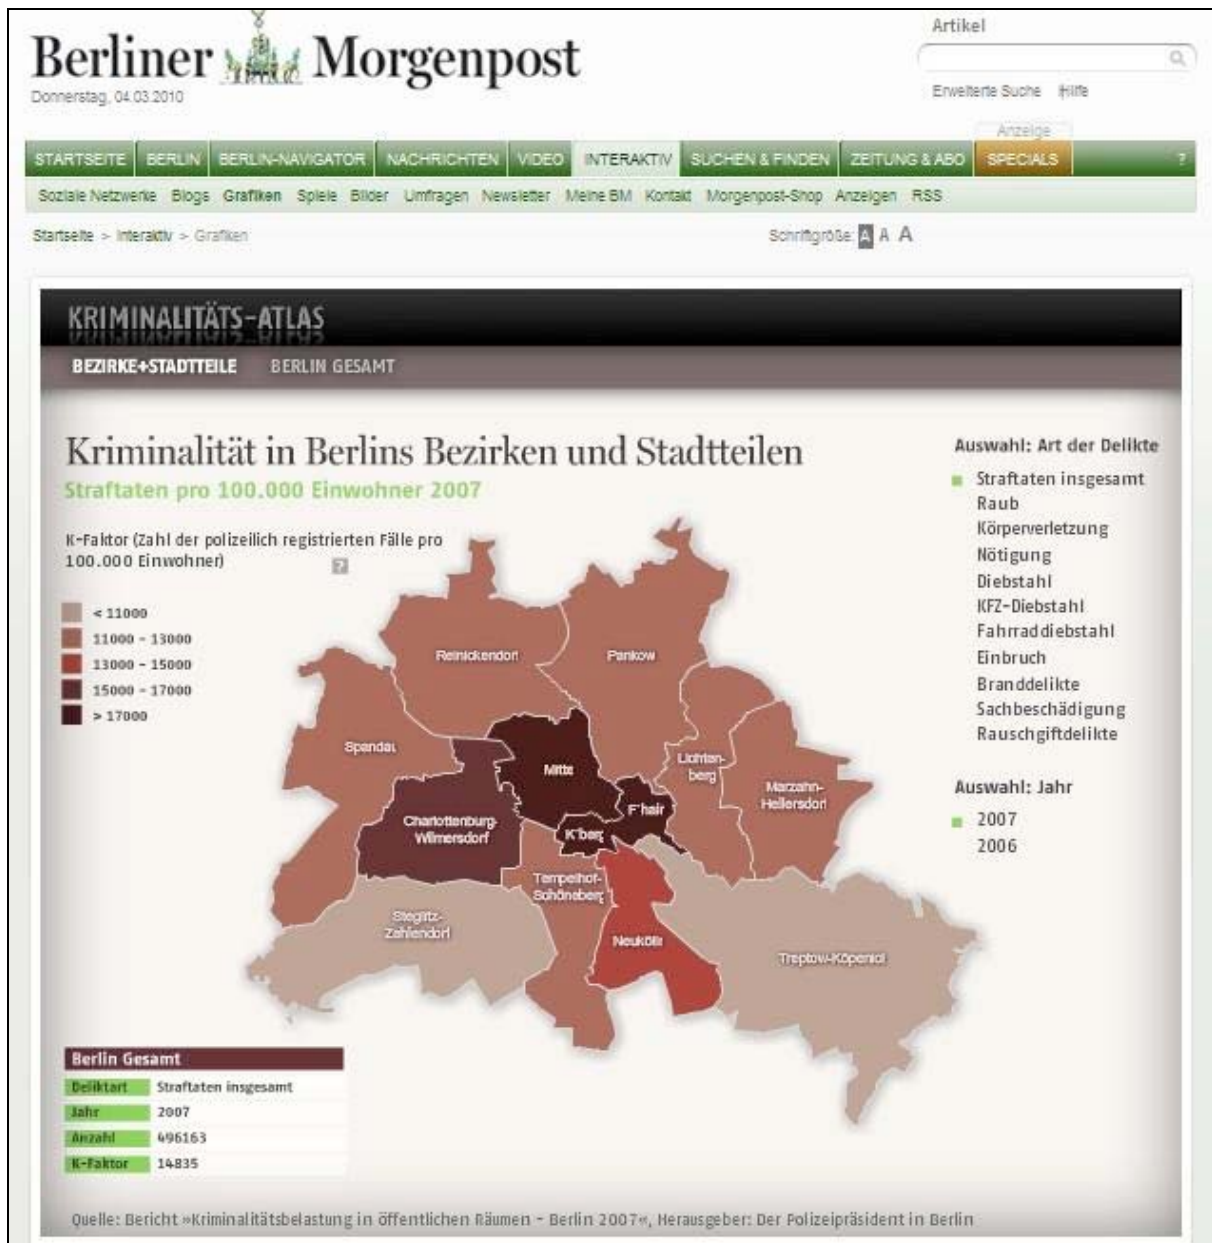 Berliner Morgenpost
Donnerstag, 04.03.2010
Artikel
Erweiterte Suche Hilfe
Anzeige
STARTSEITE BERLIN BERLIN-NAVIGATOR NACHRICHTEN VIDEO INTERAKTIV SUCHEN & FINDEN ZEITUNG & ABO SPECIALS ?
Soziale Netzwerke Blogs Grafiken Spiele Bilder Umfragen Newsletter Meine BM Kontakt Morgenpost-Shop Anzeigen RSS
Startseite > Interaktiv > Grafiken
Schriftgröße: A A A
KRIMINALITÄTS-ATLAS
BEZIRKE+STADTTEILE BERLIN GESAMT
Kriminalität in Berlins Bezirken und Stadtteilen
Straftaten pro 100.000 Einwohner 2007
K-Faktor (Zahl der polizeilich registrierten Fälle pro
100.000 Einwohner)
?
< 11000
11000 - 13000
13000 - 15000
15000 - 17000
> 17000
Reinickendorf
Pankow
Spandau
Mitte
Lichten-
berg
Marzahn-
Hellersdorf
F'hain
Charlottenburg-
Wilmersdorf
K'berg
Tempelhof-
Schöneberg
Steglitz-
Zehlendorf
Neukölln
Treptow-Köpenick
Auswahl: Art der Delikte
Straftaten insgesamt
Raub
Körperverletzung
Nötigung
Diebstahl
KFZ-Diebstahl
Fahrraddiebstahl
Einbruch
Branddelikte
Sachbeschädigung
Rauschgiftdelikte
Auswahl: Jahr
2007
2006
Berlin Gesamt
Deliktart Straftaten insgesamt
Jahr 2007
Anzahl 496163
K-Faktor 14835
Quelle: Bericht »Kriminalitätsbelastung in öffentlichen Räumen - Berlin 2007«, Herausgeber: Der Polizeipräsident in Berlin